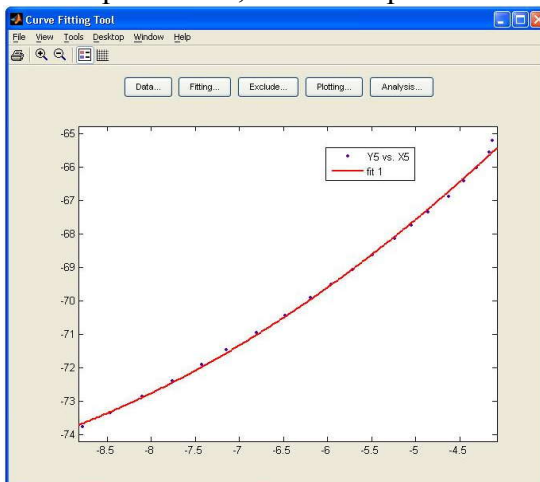 Curve Fitting Tool
File View Tools Desktop Window Help
Data... Fitting... Exclude... Plotting... Analysis...
-65
Y5 vs. X5
fit 1
-66
-67
-68
-69
-70
-71
-72
-73
-74
-8.5 -8 -7.5 -7 -6.5 -6 -5.5 -5 -4.5